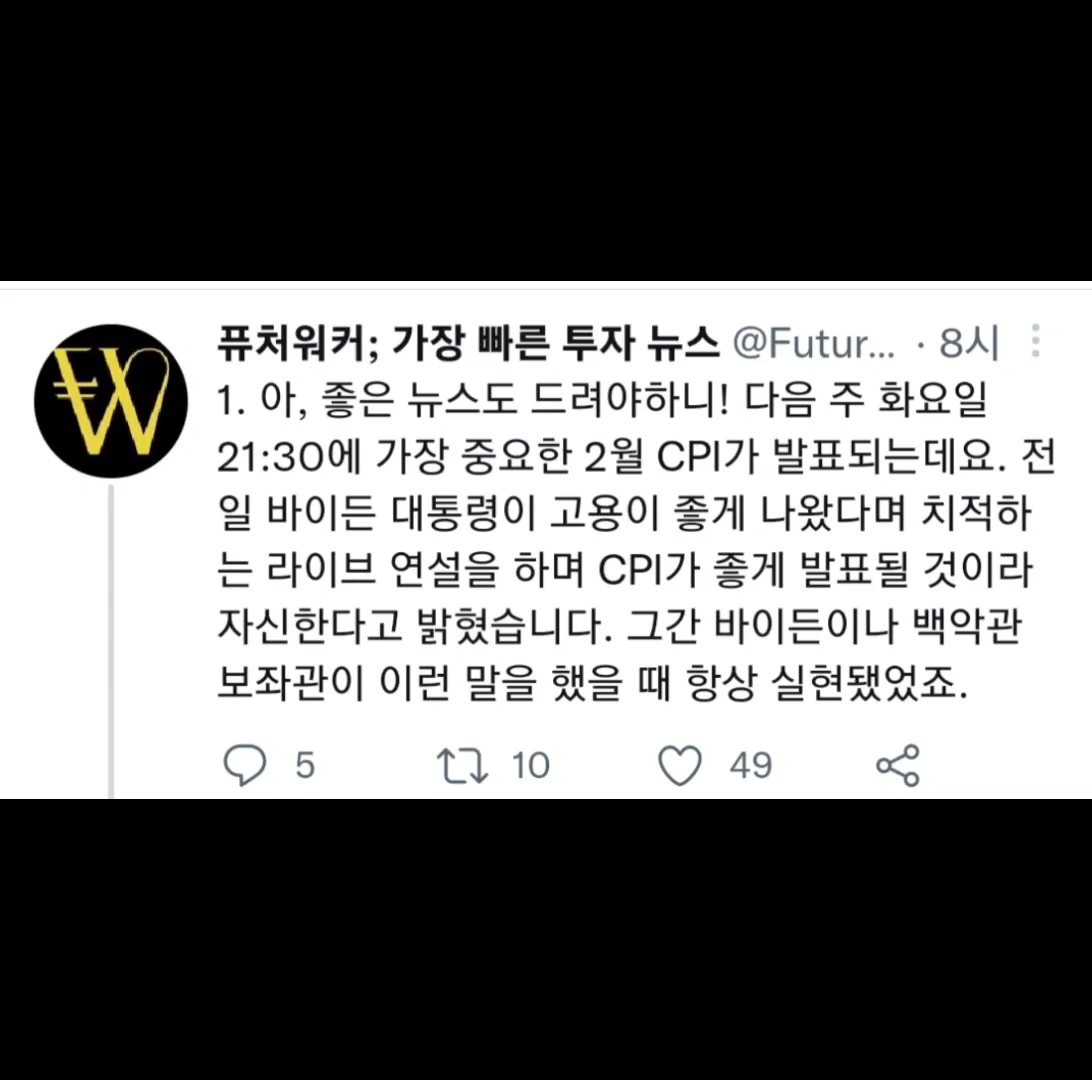 퓨처워커; 가장 빠른 투자 뉴스 @Futur... · 8시
1. 아, 좋은 뉴스도 드려야하니! 다음 주 화요일
21:30에 가장 중요한 2월 CPI가 발표되는데요. 전
일 바이든 대통령이 고용이 좋게 나왔다며 치적하
는 라이브 연설을 하며 CPI가 좋게 발표될 것이라
자신한다고 밝혔습니다. 그간 바이든이나 백악관
보좌관이 이런 말을 했을 때 항상 실현됐었죠.
5 10 49